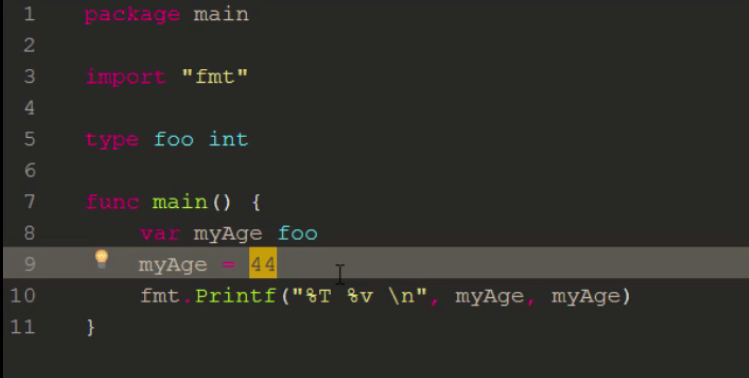 1 package main
2
3 import "fmt"
4
5 type foo int
6
7 func main() {
8 var myAge foo
9 myAge = 44
10 fmt.Printf("%T %v \n", myAge, myAge)
11 }